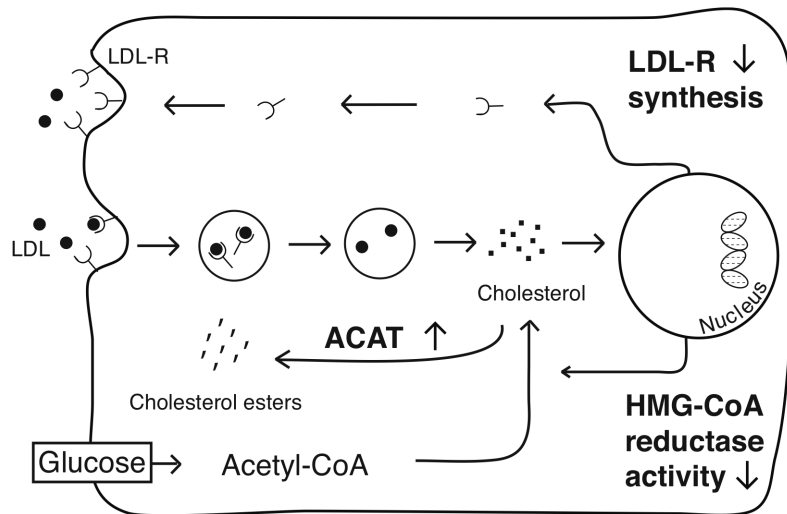 LDL-R
LDL-R ↓
synthesis
LDL
Cholesterol
Nucleus
ACAT ↑
Cholesterol esters
HMG-CoA
reductase
activity ↓
Glucose
Acetyl-CoA